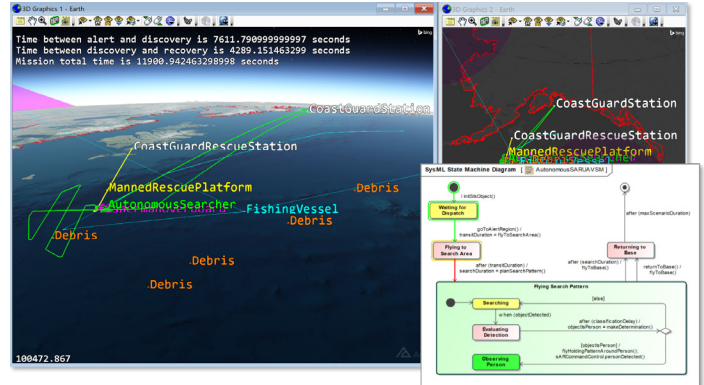 3D Graphics 1 - Earth
Time between alert and discovery is 7611.790999999997 seconds
Time between discovery and recovery is 4289.151463299 seconds
Mission total time is 11900.942463298998 seconds
bing
CoastGuardStation
CoastGuardRescueStation
MannedRescuePlatform
AutonomousSearcher
FishingVessel
Debris
Debris
Debris
Debris
Debris
100472.867
3D Graphics 2 - Earth
bing
CoastGuardStation
CoastGuardRescueStation
MannedRescuePlatform
SysML State Machine Diagram [ AutonomousSARUAVSM ]
/ initStkObject()
Waiting for
Dispatch
goToAlertRegion() /
transitDuration = flyToSearchArea()
Flying to
Search Area
after (transitDuration) /
searchDuration = planSearchPattern()
after (maxScenarioDuration)
Returning to
Base
after (searchDuration) /
flyToBase()
returnToBase() /
flyToBase()
Flying Search Pattern
Searching
[else]
when (objectDetected)
Evaluating
Detection
after (classificationDelay) /
objectIsPerson = makeDetermination()
[objectIsPerson] /
flyHoldingPatternAroundPerson();
sARCommandControl.personDetected()
Observing
Person